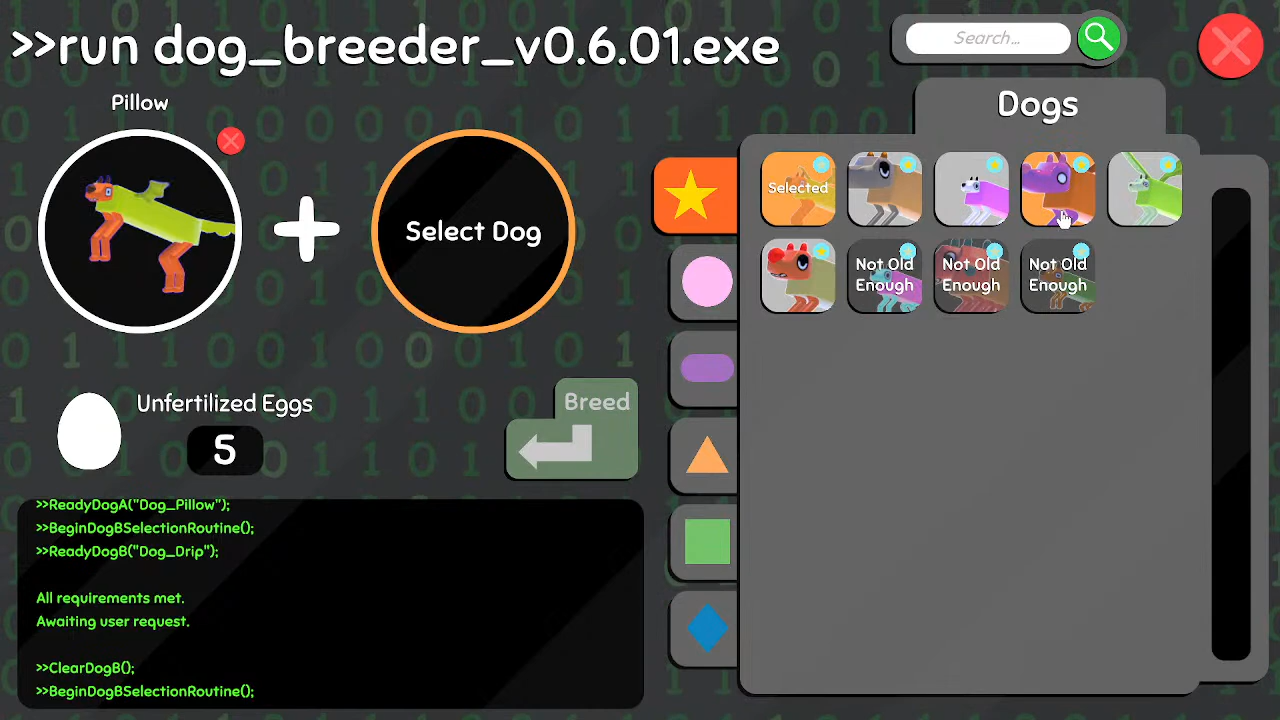 >>run dog_breeder_v0.6.01.exe
Search...
Pillow
Select Dog
Unfertilized Eggs
5
Breed
>>ReadyDogA("Dog_Pillow");
>>BeginDogBSelectionRoutine();
>>ReadyDogB("Dog_Drip");
All requirements met.
Awaiting user request.
>>ClearDogB();
>>BeginDogBSelectionRoutine();
Dogs
Selected
Not Old
Enough
Not Old
Enough
Not Old
Enough